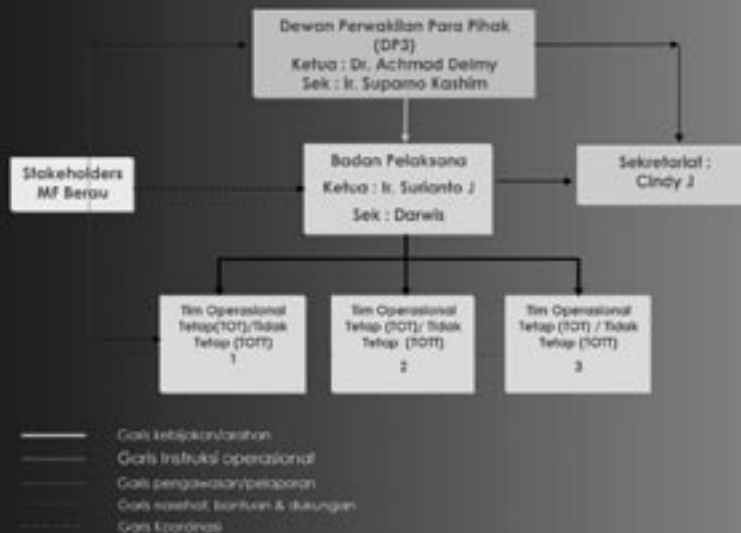 Dewan Perwakilan Para Pihak
(DP3)
Ketua : Dr. Achmad Delmy
Sek : Ir. Suparno Kashim
Stakeholders
MF Berau
Badan Pelaksana
Ketua : Ir. Surianto J
Sek : Darwis
Sekretariat :
Cindy J
Tim Operasional
Tetap(TOT)/Tidak
Tetap (TOTT)
1
Tim Operasional
Tetap (TOT)/ Tidak
Tetap (TOTT)
2
Tim Operasional
Tetap (TOT) / Tidak
Tetap (TOTT)
3
Garis kebijakan/arahan
Garis Instruksi operasional
Garis pengawasan/pelaporan
Garis nasehat, bantuan & dukungan
Garis Koordinasi